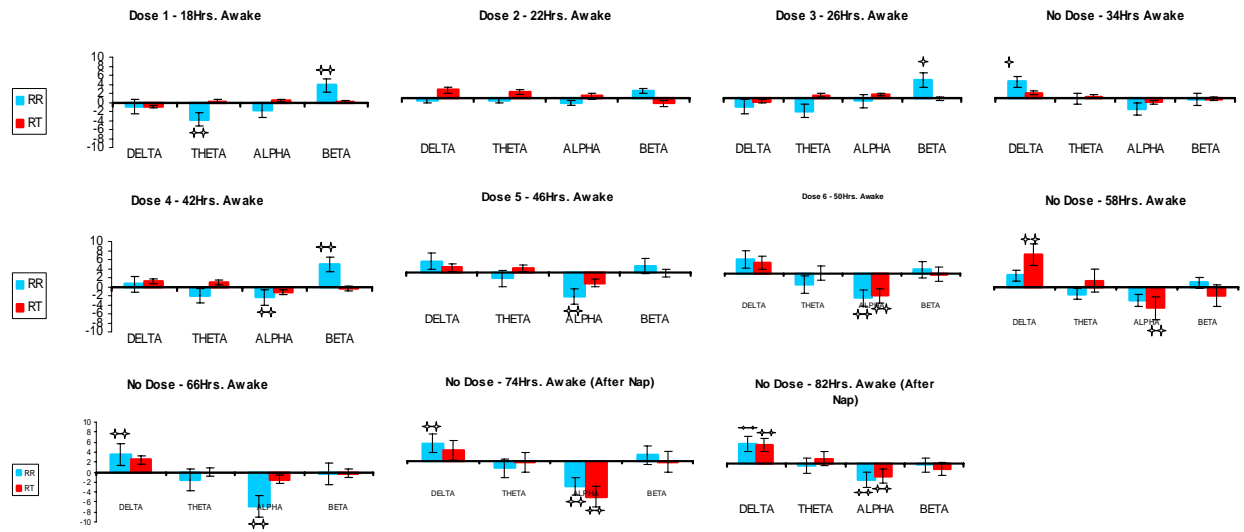 Dose 1 - 18Hrs. Awake
Dose 2 - 22Hrs. Awake
Dose 3 - 26Hrs. Awake
No Dose - 34Hrs Awake
RR
RT
10
8
6
4
2
0
-2
-4
-6
-8
-10
DELTA THETA ALPHA BETA
DELTA THETA ALPHA BETA
DELTA THETA ALPHA BETA
DELTA THETA ALPHA BETA
Dose 4 - 42Hrs. Awake
Dose 5 - 46Hrs. Awake
Dose 6 - 50Hrs. Awake
No Dose - 58Hrs. Awake
RR
RT
10
8
6
4
2
0
-2
-4
-6
-8
-10
DELTA THETA ALPHA BETA
DELTA THETA ALPHA BETA
DELTA THETA ALPHA BETA
DELTA THETA ALPHA BETA
No Dose - 66Hrs. Awake
No Dose - 74Hrs. Awake (After Nap)
No Dose - 82Hrs. Awake (After
Nap)
RR
RT
10
8
6
4
2
0
-2
-4
-6
-8
-10
DELTA THETA ALPHA BETA
DELTA THETA ALPHA BETA
DELTA THETA ALPHA BETA